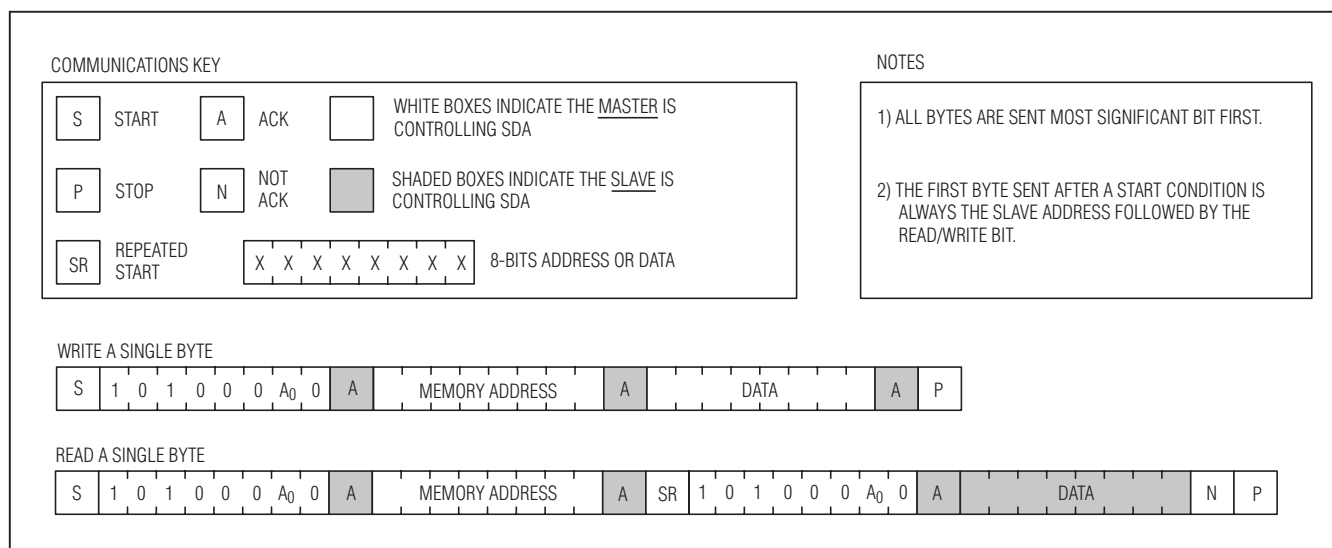 COMMUNICATIONS KEY
S START A ACK WHITE BOXES INDICATE THE MASTER IS
CONTROLLING SDA
P STOP N NOT
ACK SHADED BOXES INDICATE THE SLAVE IS
CONTROLLING SDA
SR REPEATED
START X X X X X X X X 8-BITS ADDRESS OR DATA
NOTES
1) ALL BYTES ARE SENT MOST SIGNIFICANT BIT FIRST.
2) THE FIRST BYTE SENT AFTER A START CONDITION IS
ALWAYS THE SLAVE ADDRESS FOLLOWED BY THE
READ/WRITE BIT.
WRITE A SINGLE BYTE
S 1 0 1 0 0 0 A0 0 A MEMORY ADDRESS A DATA A P
READ A SINGLE BYTE
S 1 0 1 0 0 0 A0 0 A MEMORY ADDRESS A SR 1 0 1 0 0 0 A0 0 A DATA N P